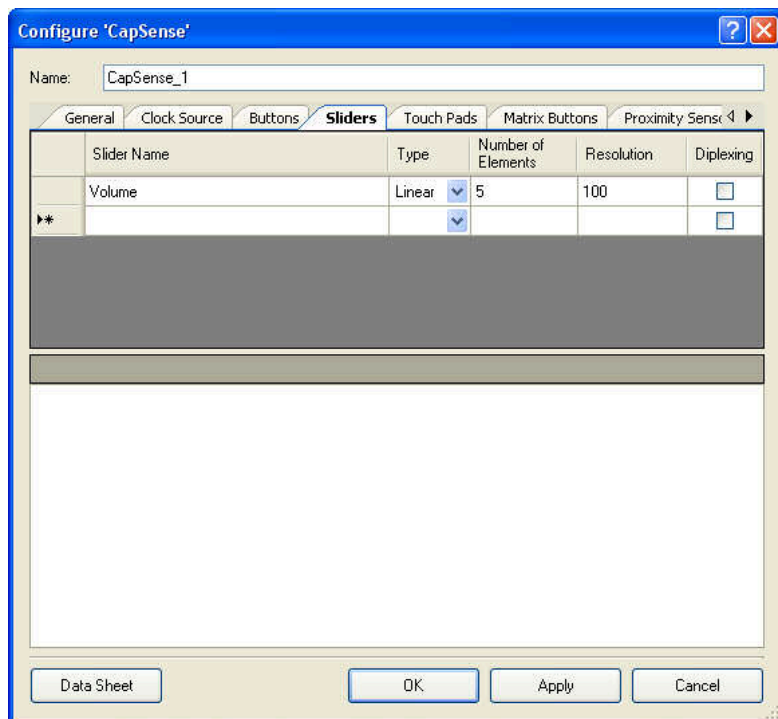 Configure 'CapSense'
Name: CapSense_1
General Clock Source Buttons Sliders Touch Pads Matrix Buttons Proximity Sens
Slider Name Type Number of Elements Resolution Diplexing
Volume Linear 5 100
Data Sheet OK Apply Cancel